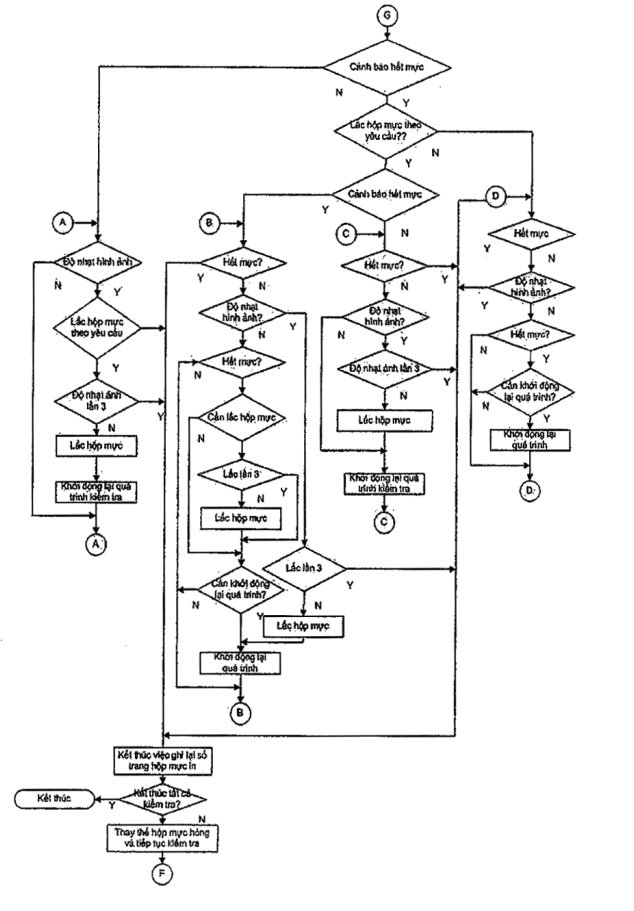 G
Cảnh báo hết mực
N
Y
Lắc hộp mực theo
yêu cầu??
N
Y
Cảnh báo hết mực
Y
N
D
A
B
C
Hết mực
Y
N
Độ nhạt hình ảnh
N
Y
Hết mực?
Y
N
Hết mực?
Y
N
Độ nhạt
hình ảnh?
Y
N
Lắc hộp mực
theo yêu cầu
Y
Độ nhạt
hình ảnh?
Y
N
Độ nhạt
hình ảnh?
N
Y
Hết mực?
N
Y
Hết mực?
N
Độ nhạt ảnh lần 3
N
Y
Cần khởi động
lại quá trình?
N
Y
Độ nhạt ảnh
lần 3
Y
N
Cần lắc hộp mực
N
Lắc hộp mực
Khởi động lại
quá trình
Lắc hộp mực
Lắc lần 3
Y
N
Khởi động lại quá
trình kiểm tra
Khởi động lại quá
trình kiểm tra
D
Lắc hộp mực
C
A
Cần khởi động
lại quá trình?
N
Y
Lắc lần 3
Y
N
Lắc hộp mực
Khởi động lại
quá trình
B
Kết thúc việc ghi lại số
trang hộp mực in
Kết thúc
Kết thúc tất cả
kiểm tra?
Y
N
Thay thế hộp mực hỏng
và tiếp tục kiểm tra
F